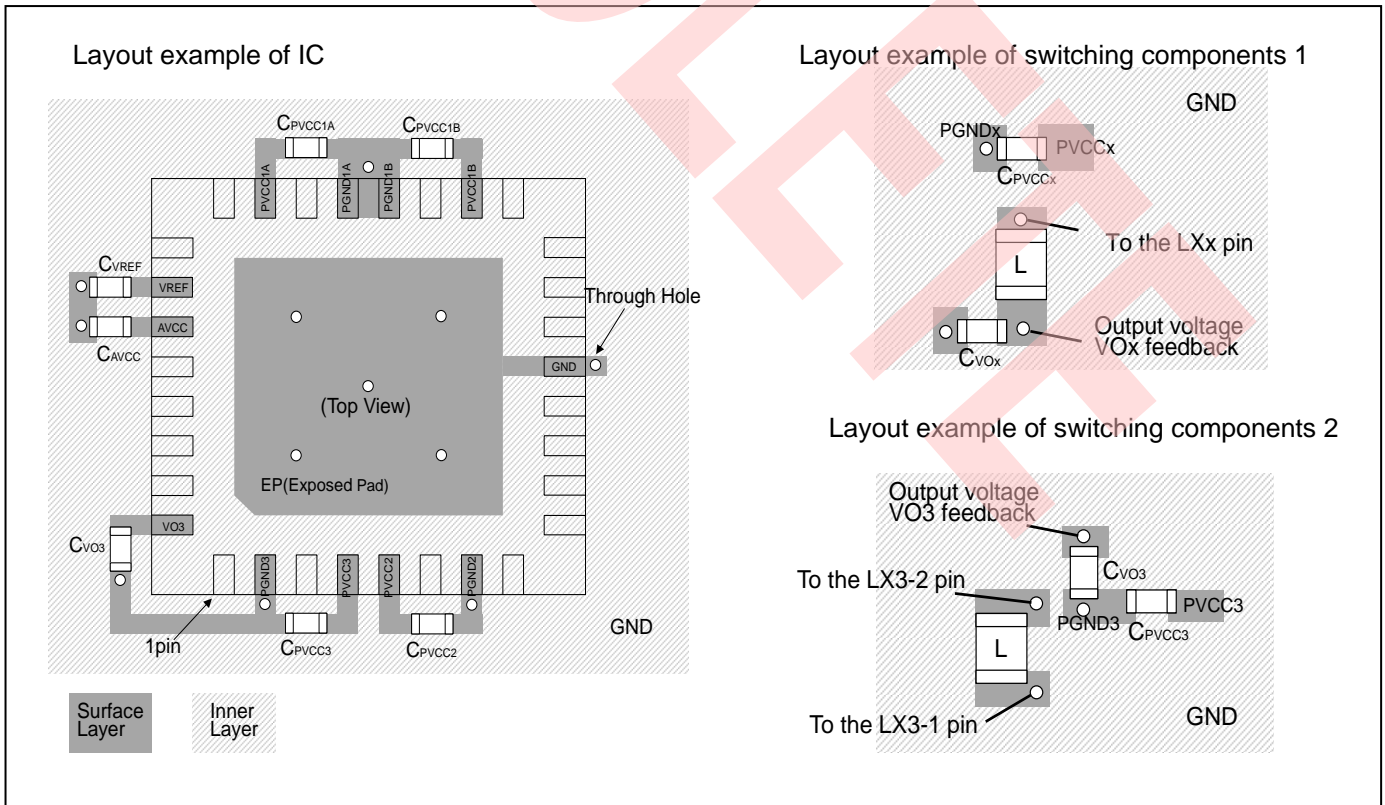 Layout example of IC
CPVCC1A
CPVCC1B
PVCC1A
PGND1A
PGND1B
PVCC1B
CVREF
VREF
AVCC
CAVCC
Through Hole
GND
(Top View)
EP(Exposed Pad)
VO3
CVO3
PGND3
PVCC3
PVCC2
PGND2
1pin
CPVCC3
CPVCC2
GND
Surface
Layer
Inner
Layer
Layout example of switching components 1
GND
PGNDx
PVCCx
CPVCCx
To the LXx pin
L
Output voltage
VOx feedback
CVOx
Layout example of switching components 2
Output voltage
VO3 feedback
To the LX3-2 pin
CVO3
PVCC3
PGND3
CPVCC3
L
To the LX3-1 pin
GND